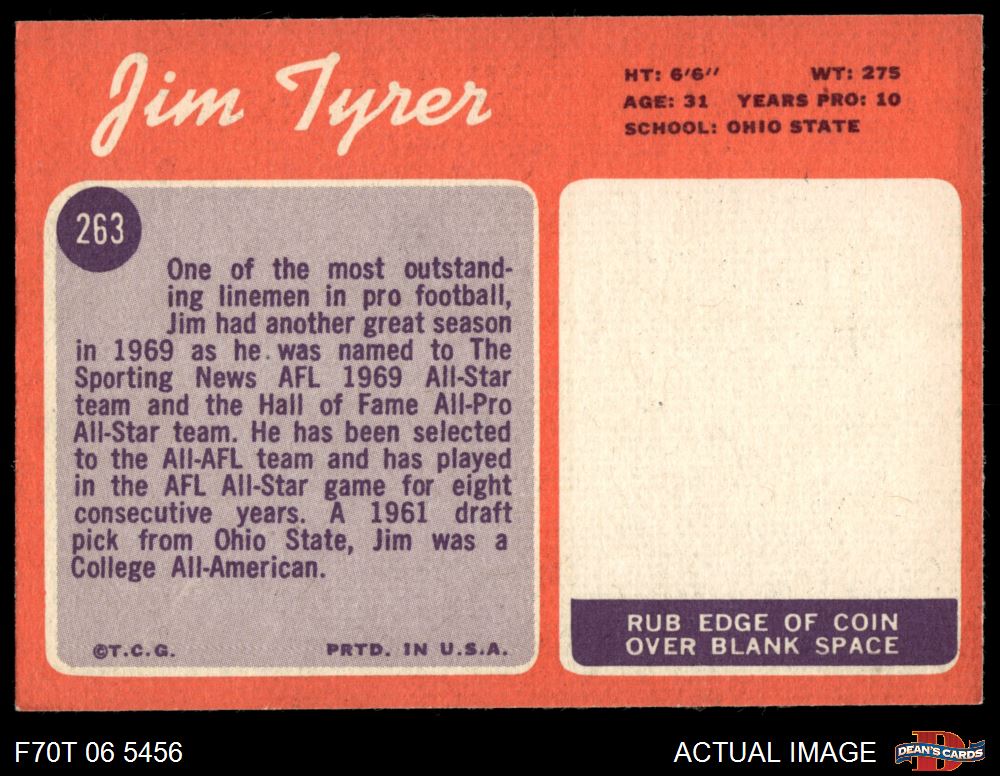 Jim Tyrer
HT: 6'6" WT: 275
AGE: 31 YEARS PRO: 10
SCHOOL: OHIO STATE
263
One of the most outstand-
ing linemen in pro football,
Jim had another great season
in 1969 as he was named to The
Sporting News AFL 1969 All-Star
team and the Hall of Fame All-Pro
All-Star team. He has been selected
to the All-AFL team and has played
in the AFL All-Star game for eight
consecutive years. A 1961 draft
pick from Ohio State, Jim was a
College All-American.
©T.C.G. PRTD. IN U.S.A.
RUB EDGE OF COIN
OVER BLANK SPACE
F70T 06 5456
ACTUAL IMAGE
D
DEAN'S CARDS